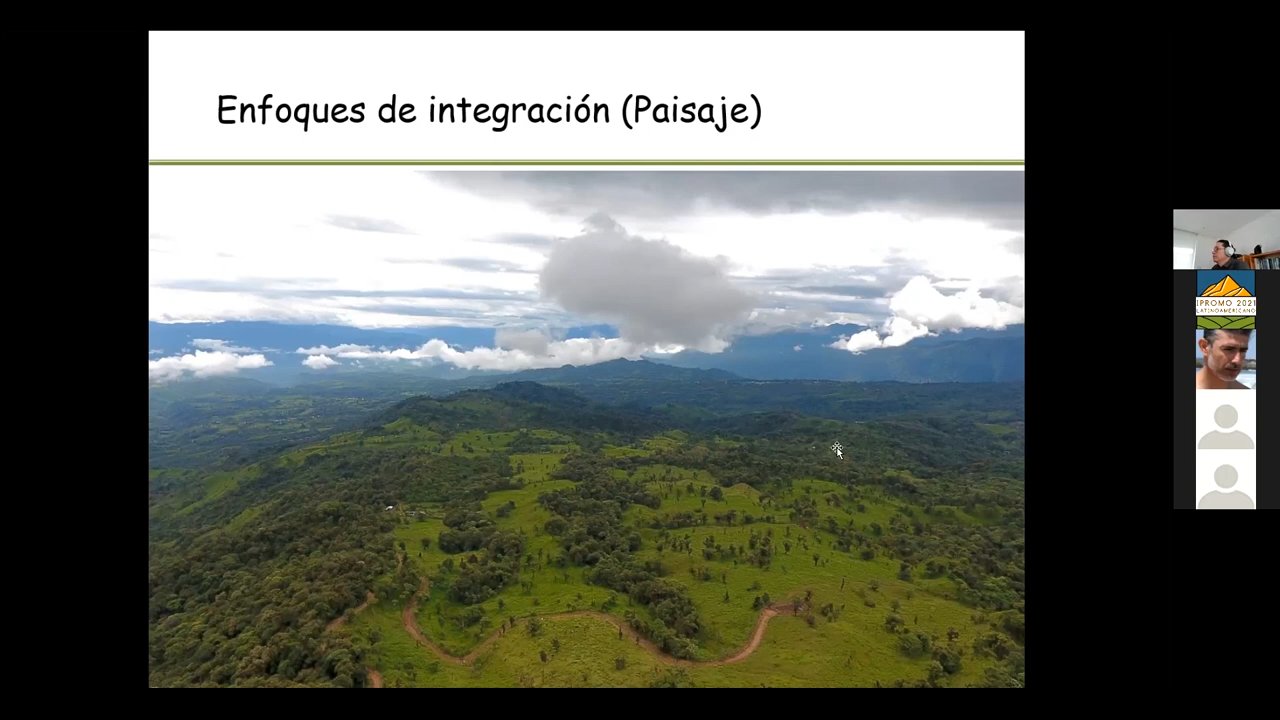 Enfoques de integración (Paisaje)
IPROMO 2021
LATINOAMERICANO